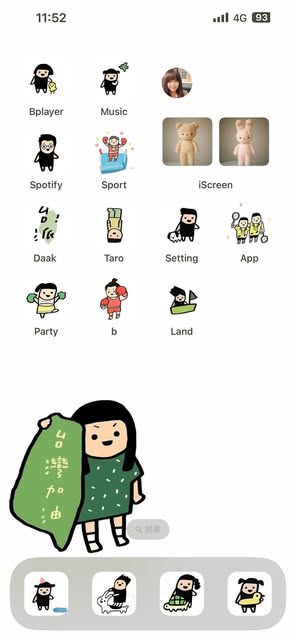 11:52 4G 93
Bplayer Music
Spotify Sport iScreen
Daak Taro Setting App
Party b Land
台灣加油
搜尋